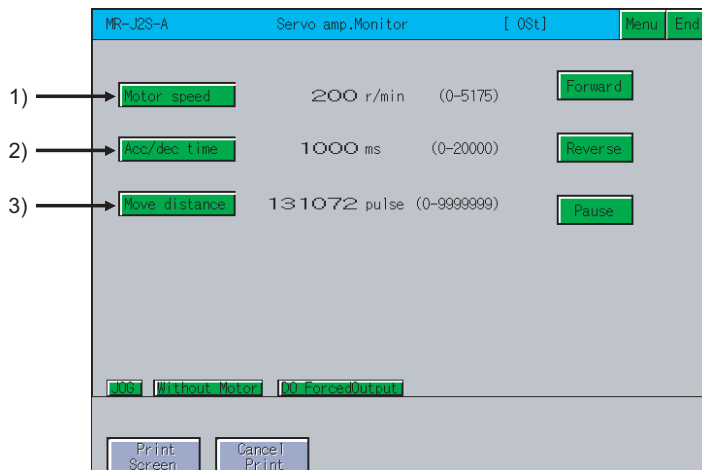 MR-J2S-A Servo amp.Monitor [ 0St] Menu End
1) Motor speed 200 r/min (0-5175) Forward
2) Acc/dec time 1000 ms (0-20000) Reverse
3) Move distance 131072 pulse (0-9999999) Pause
JOG Without Motor DO ForcedOutput
Print Screen Cancel Print